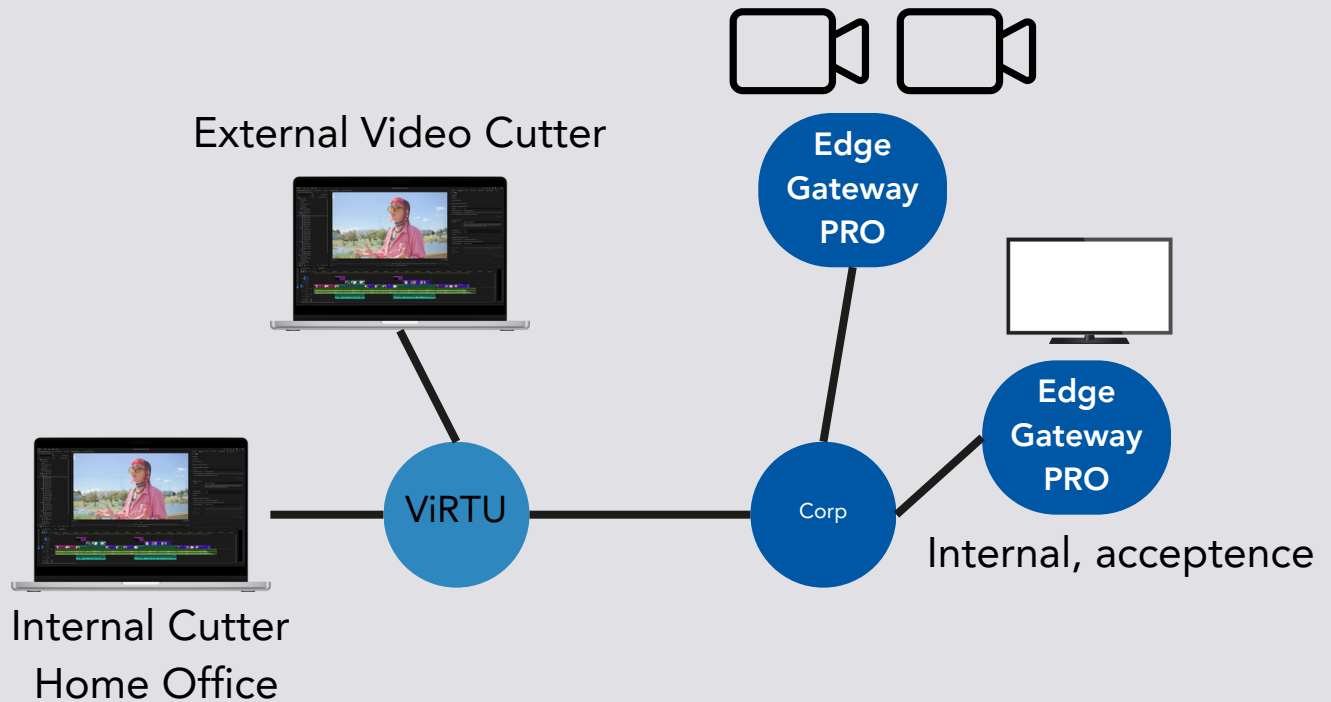 External Video Cutter
Edge
Gateway
PRO
Edge
Gateway
PRO
ViRTU
Corp
Internal, acceptence
Internal Cutter
Home Office